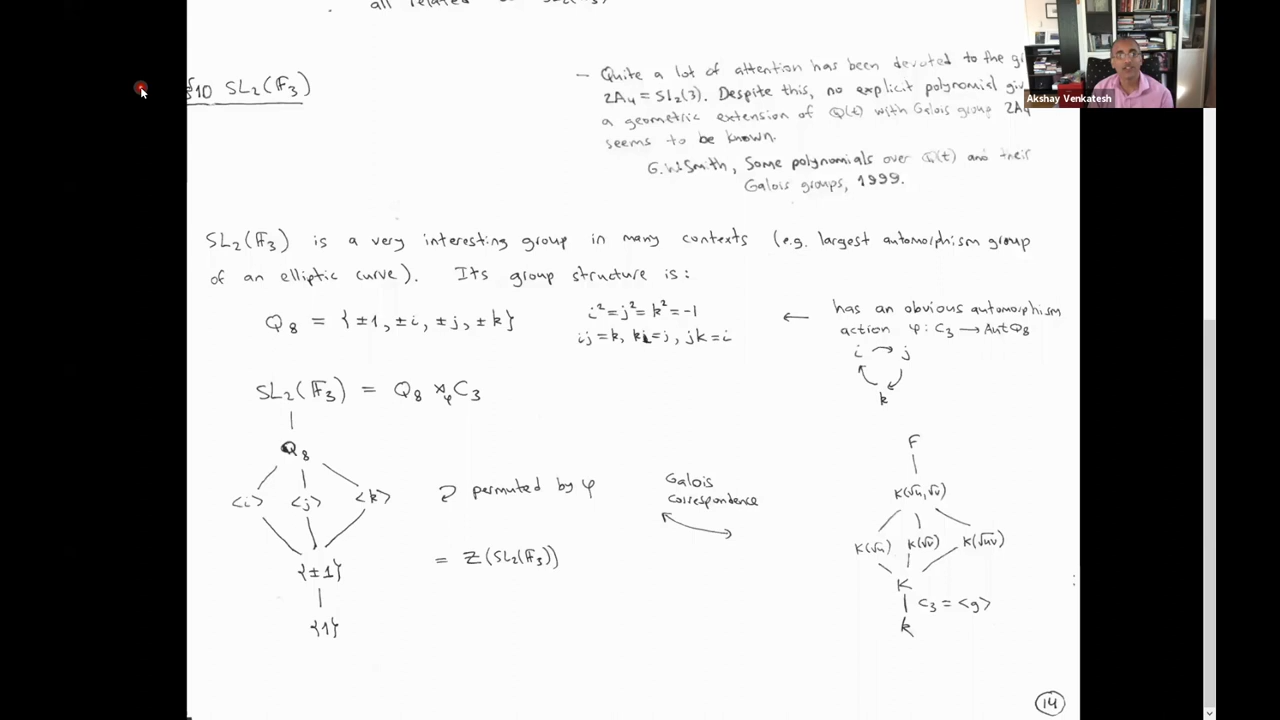 all related
§10 SL₂(𝔽₃)
— Quite a lot of attention has been devoted to the
2A₄ = SL₂(3). Despite this, no explicit polynomial
a geometric extension of ℚ(t) with Galois group 2A₄
seems to be known.
G.W. Smith, Some polynomials over ℚ(t) and their
Galois groups, 1999.
Akshay Venkatesh
SL₂(𝔽₃) is a very interesting group in many contexts (e.g. largest automorphism group
of an elliptic curve). Its group structure is:
Q₈ = {±1, ±i, ±j, ±k}
i² = j² = k² = -1
ij = k, ki = j, jk = i
← has an obvious automorphism
action φ: C₃ → Aut Q₈
i → j
k
SL₂(𝔽₃) = Q₈ ⋊φ C₃
Q₈
<i> <j> <k>
{±1}
{1}
permuted by φ
= Z(SL₂(𝔽₃))
Galois
correspondence
F
K(√u,√v)
K(√u) K(√v) K(√uv)
K
C₃ = <g>
k
14